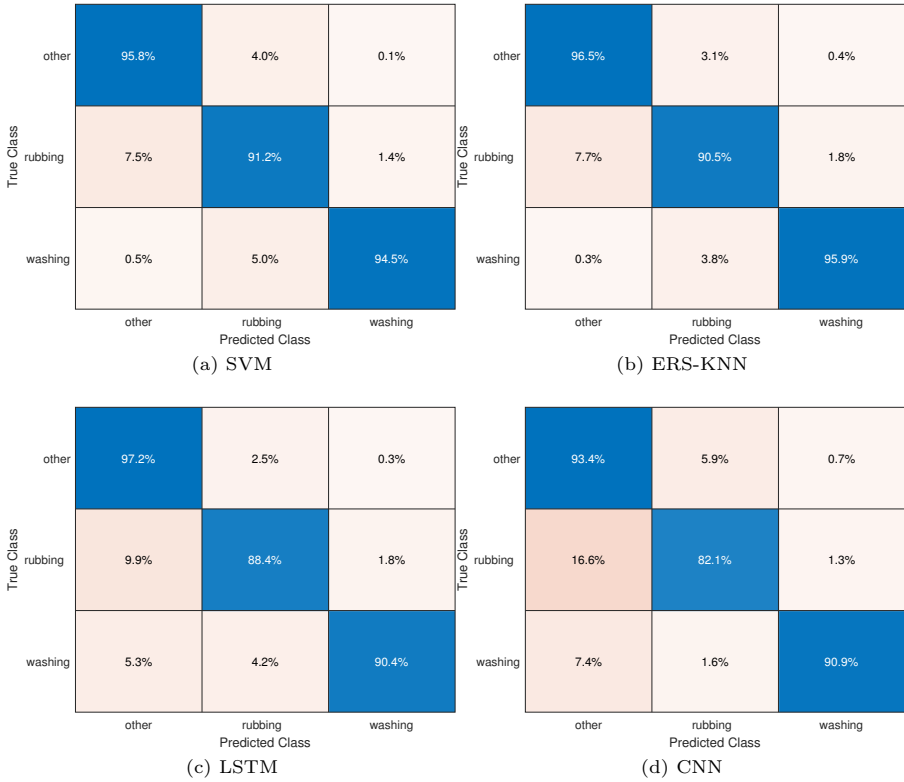 other 95.8% 4.0% 0.1%
True Class
rubbing 7.5% 91.2% 1.4%
washing 0.5% 5.0% 94.5%
other rubbing washing
Predicted Class
(a) SVM
other 96.5% 3.1% 0.4%
True Class
rubbing 7.7% 90.5% 1.8%
washing 0.3% 3.8% 95.9%
other rubbing washing
Predicted Class
(b) ERS-KNN
other 97.2% 2.5% 0.3%
True Class
rubbing 9.9% 88.4% 1.8%
washing 5.3% 4.2% 90.4%
other rubbing washing
Predicted Class
(c) LSTM
other 93.4% 5.9% 0.7%
True Class
rubbing 16.6% 82.1% 1.3%
washing 7.4% 1.6% 90.9%
other rubbing washing
Predicted Class
(d) CNN